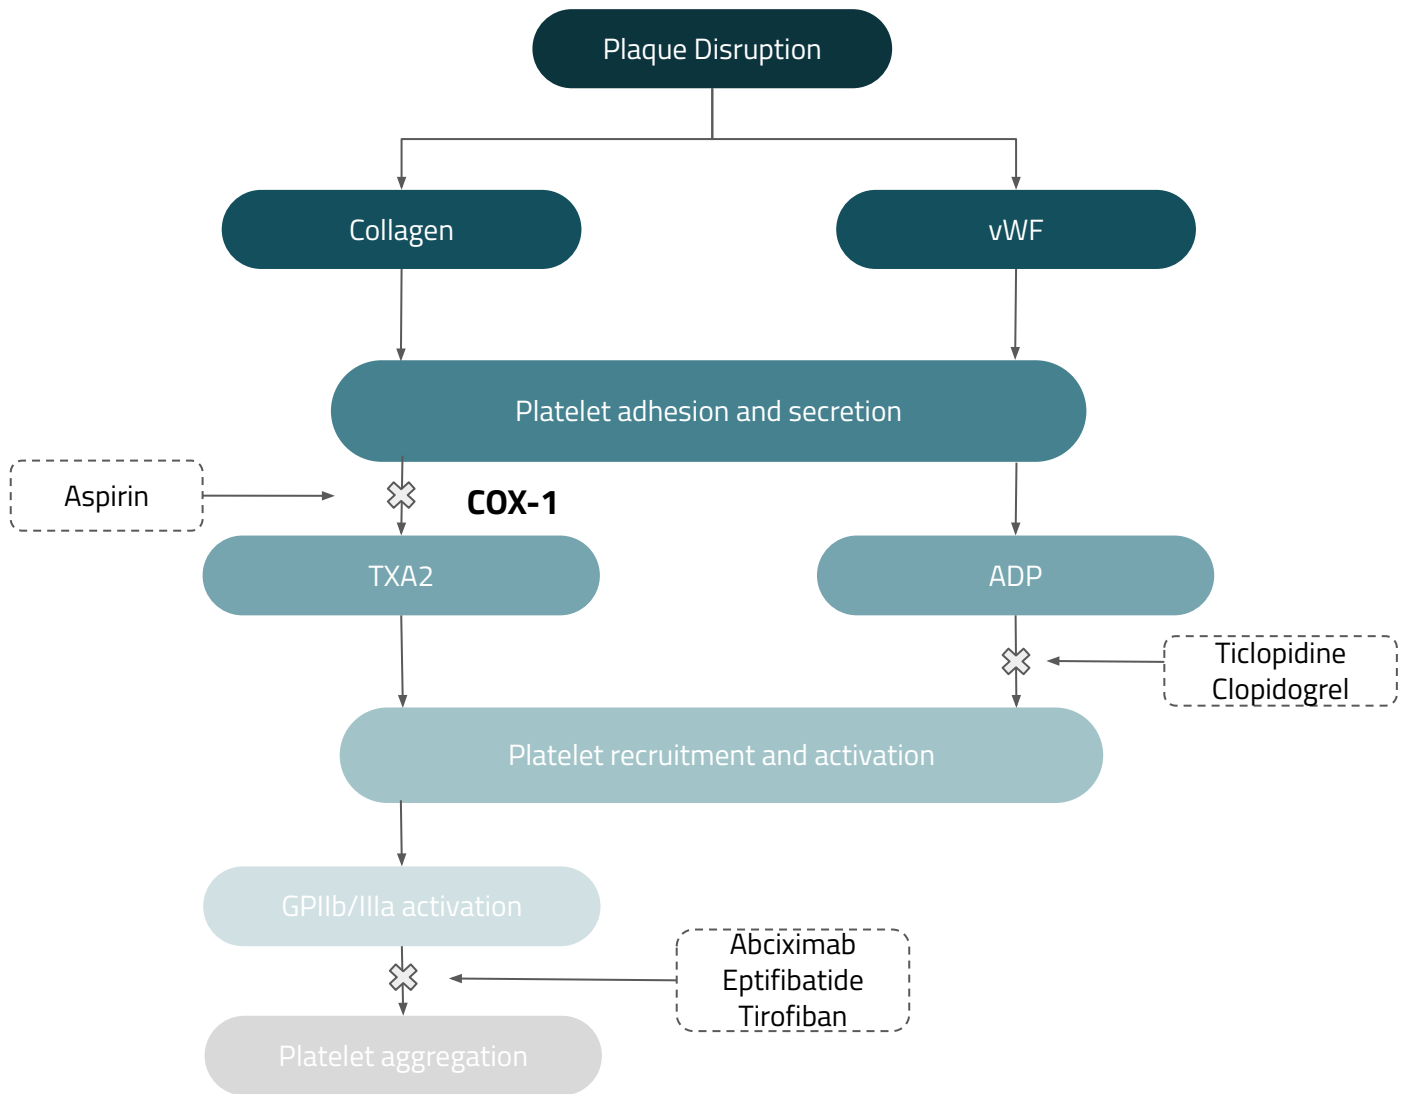 Plaque Disruption
Collagen
vWF
Platelet adhesion and secretion
Aspirin
COX-1
TXA2
ADP
Ticlopidine
Clopidogrel
Platelet recruitment and activation
GPIIb/IIIa activation
Abciximab
Eptifibatide
Tirofiban
Platelet aggregation